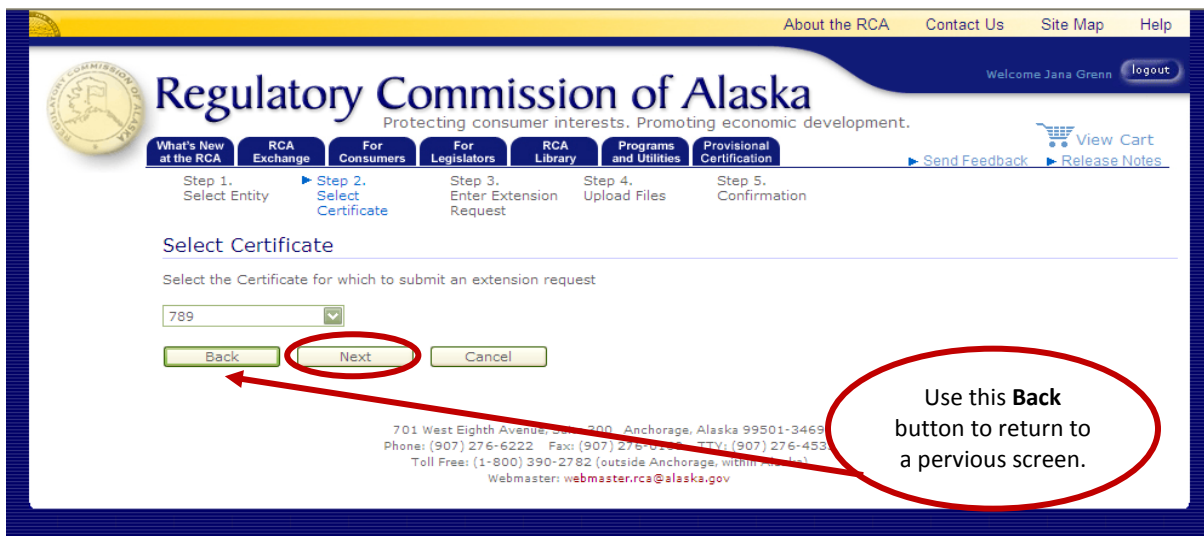 About the RCA Contact Us Site Map Help
Welcome Jana Grenn logout
Regulatory Commission of Alaska
Protecting consumer interests. Promoting economic development.
What's New at the RCA
RCA Exchange
For Consumers
For Legislators
RCA Library
Programs and Utilities
Provisional Certification
View Cart
Send Feedback Release Notes
Step 1. Select Entity
Step 2. Select Certificate
Step 3. Enter Extension Request
Step 4. Upload Files
Step 5. Confirmation
Select Certificate
Select the Certificate for which to submit an extension request
789
Back Next Cancel
Use this Back
button to return to
a pervious screen.
701 West Eighth Avenue, 300 Anchorage, Alaska 99501-3469
Phone: (907) 276-6222 Fax: (907) TTY: (907) 276-453
Toll Free: (1-800) 390-2782 (outside Anchorage, within
Webmaster: webmaster.rca@alaska.gov